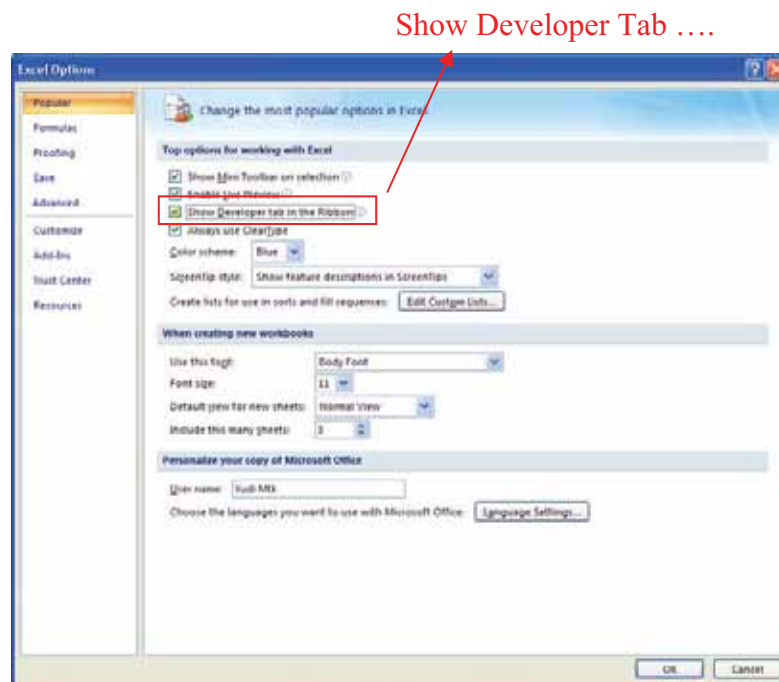 Show Developer Tab ….
Excel Options
Popular
Formulas
Proofing
Save
Advanced
Customize
Add-Ins
Trust Center
Resources
Change the most popular options in Excel.
Top options for working with Excel
Show Mini Toolbar on selection
Enable Live Preview
Show Developer tab in the Ribbon
Always use ClearType
Color scheme: Blue
ScreenTip style: Show feature descriptions in ScreenTips
Create lists for use in sorts and fill sequences: Edit Custom Lists...
When creating new workbooks
Use this font: Body Font
Font size: 11
Default view for new sheets: Normal View
Include this many sheets: 3
Personalize your copy of Microsoft Office
User name:
Choose the languages you want to use with Microsoft Office: Language Settings...
OK Cancel